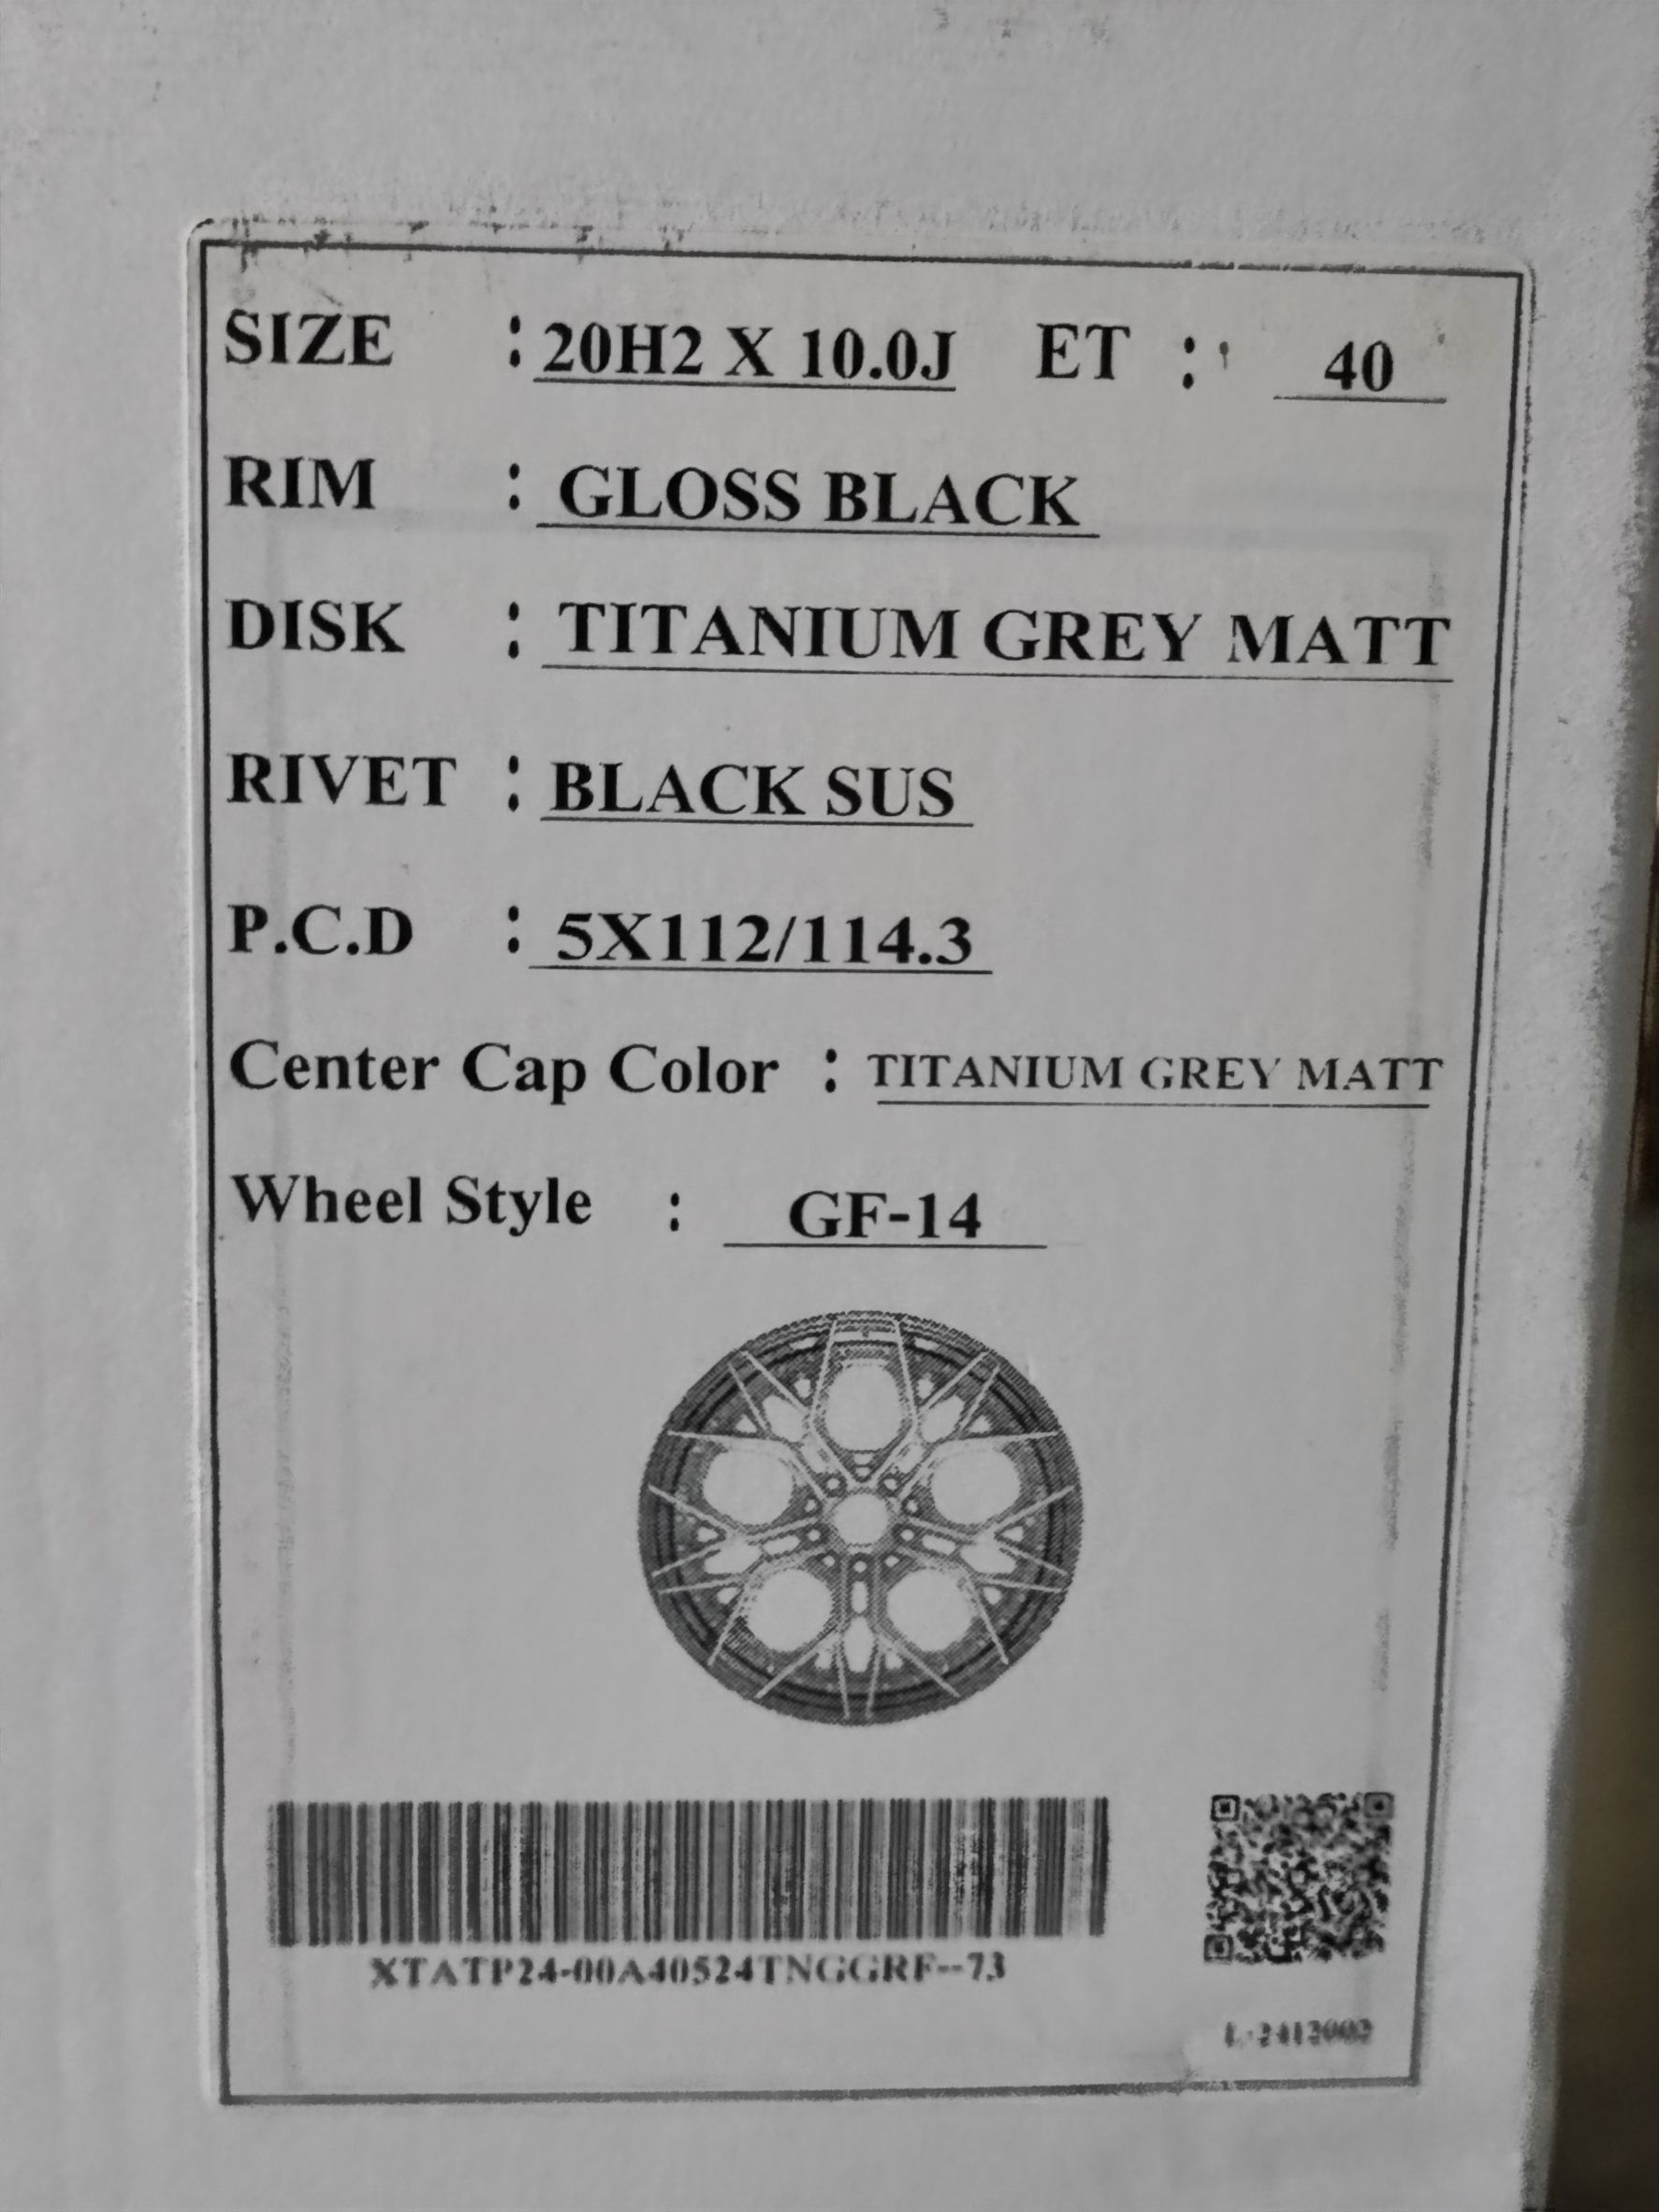 SIZE : 20H2 X 10.0J ET : 40
RIM : GLOSS BLACK
DISK : TITANIUM GREY MATT
RIVET : BLACK SUS
P.C.D : 5X112/114.3
Center Cap Color : TITANIUM GREY MATT
Wheel Style : GF-14
XTATP24-00A40524TNGGRF--73
L-2412002